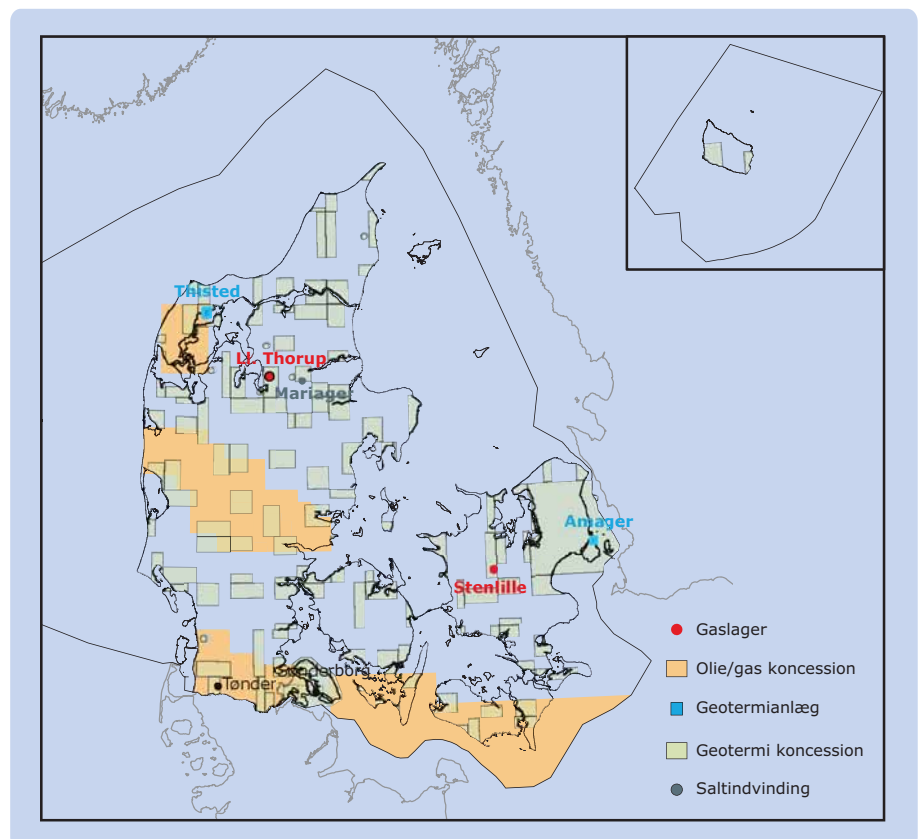 Thisted
Ll. Thorup
Mariager
Amager
Stenlille
Sønderborg
Tønder
Gaslager
Olie/gas koncession
Geotermianlæg
Geotermi koncession
Saltindvinding